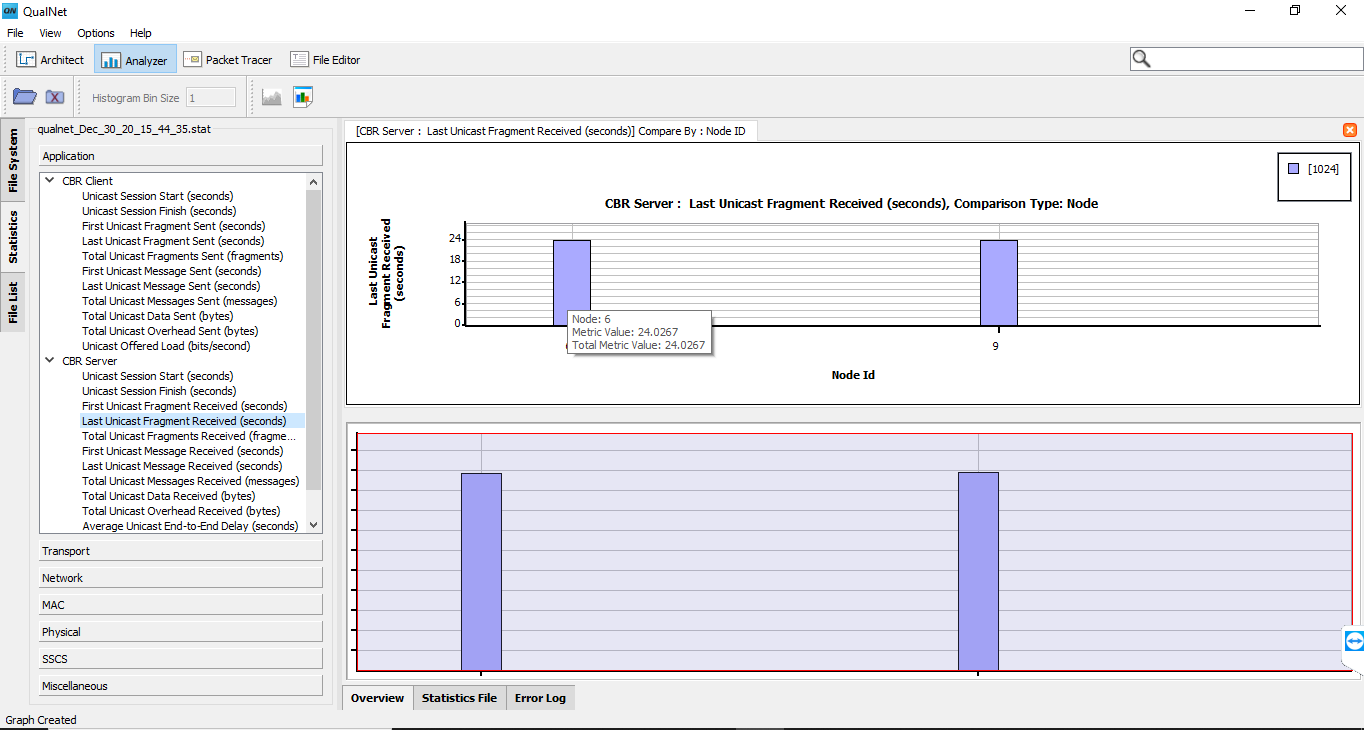 QN QualNet
File View Options Help
Architect Analyzer Packet Tracer File Editor
Histogram Bin Size 1
File System
Statistics
File List
qualnet_Dec_30_20_15_44_35.stat
Application
CBR Client
Unicast Session Start (seconds)
Unicast Session Finish (seconds)
First Unicast Fragment Sent (seconds)
Last Unicast Fragment Sent (seconds)
Total Unicast Fragments Sent (fragments)
First Unicast Message Sent (seconds)
Last Unicast Message Sent (seconds)
Total Unicast Messages Sent (messages)
Total Unicast Data Sent (bytes)
Total Unicast Overhead Sent (bytes)
Unicast Offered Load (bits/second)
CBR Server
Unicast Session Start (seconds)
Unicast Session Finish (seconds)
First Unicast Fragment Received (seconds)
Last Unicast Fragment Received (seconds)
Total Unicast Fragments Received (fragme...
First Unicast Message Received (seconds)
Last Unicast Message Received (seconds)
Total Unicast Messages Received (messages)
Total Unicast Data Received (bytes)
Total Unicast Overhead Received (bytes)
Average Unicast End-to-End Delay (seconds)
Transport
Network
MAC
Physical
SSCS
Miscellaneous
[CBR Server : Last Unicast Fragment Received (seconds)] Compare By : Node ID
[1024]
CBR Server : Last Unicast Fragment Received (seconds), Comparison Type: Node
Last Unicast
Fragment Received
(seconds)
24
18
12
6
0
Node: 6
Metric Value: 24.0267
Total Metric Value: 24.0267
9
Node Id
Overview Statistics File Error Log
Graph Created